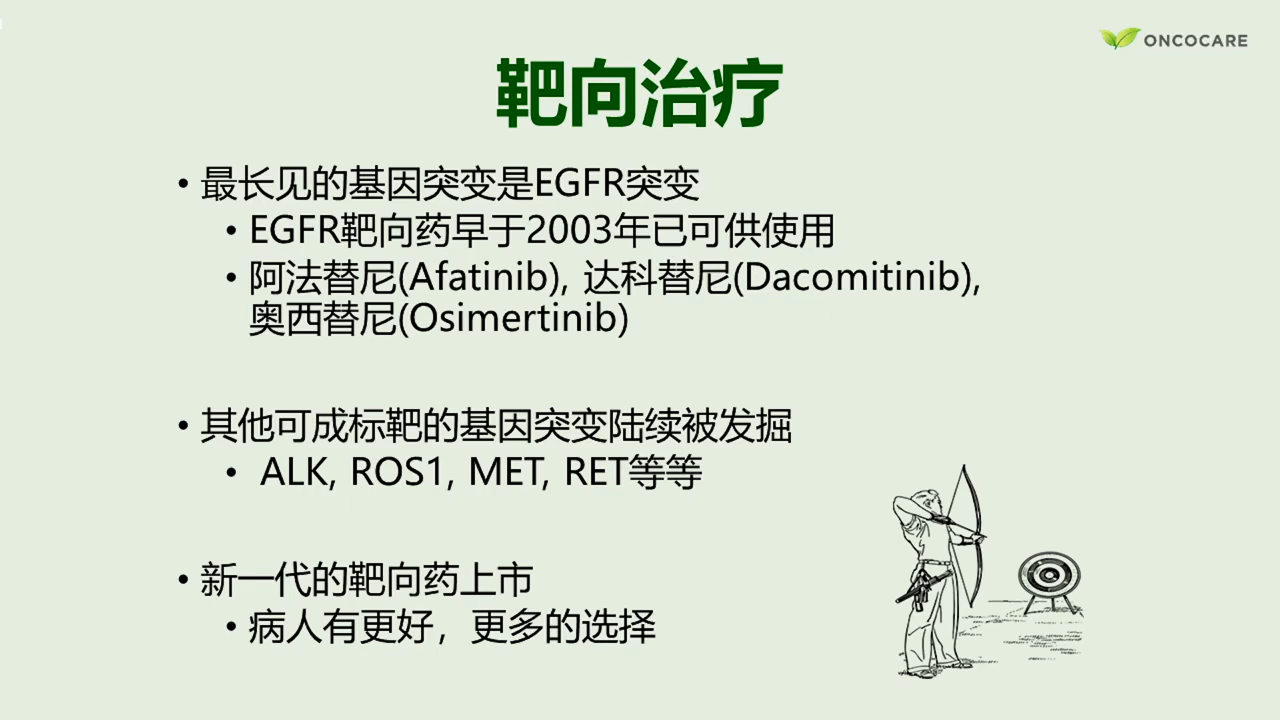 ONCOCARE
靶向治疗
• 最长见的基因突变是EGFR突变
• EGFR靶向药早于2003年已可供使用
• 阿法替尼(Afatinib), 达科替尼(Dacomitinib),
奥西替尼(Osimertinib)
• 其他可成标靶的基因突变陆续被发掘
• ALK, ROS1, MET, RET等等
• 新一代的靶向药上市
• 病人有更好，更多的选择